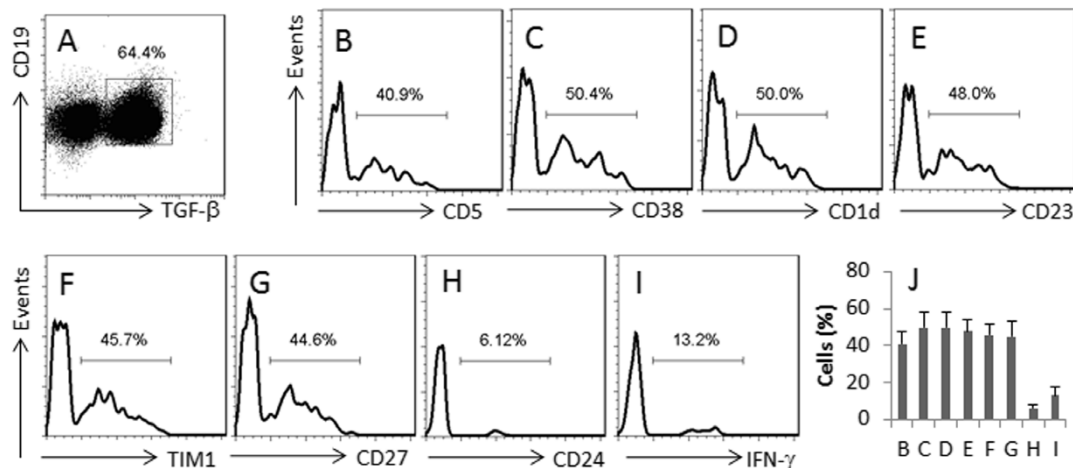 A
CD19
64.4%
TGF-β
Events
B
40.9%
CD5
C
50.4%
CD38
D
50.0%
CD1d
E
48.0%
CD23
Events
F
45.7%
TIM1
G
44.6%
CD27
H
6.12%
CD24
I
13.2%
IFN-γ
J
Cells (%)
80
60
40
20
0
B C D E F G H I